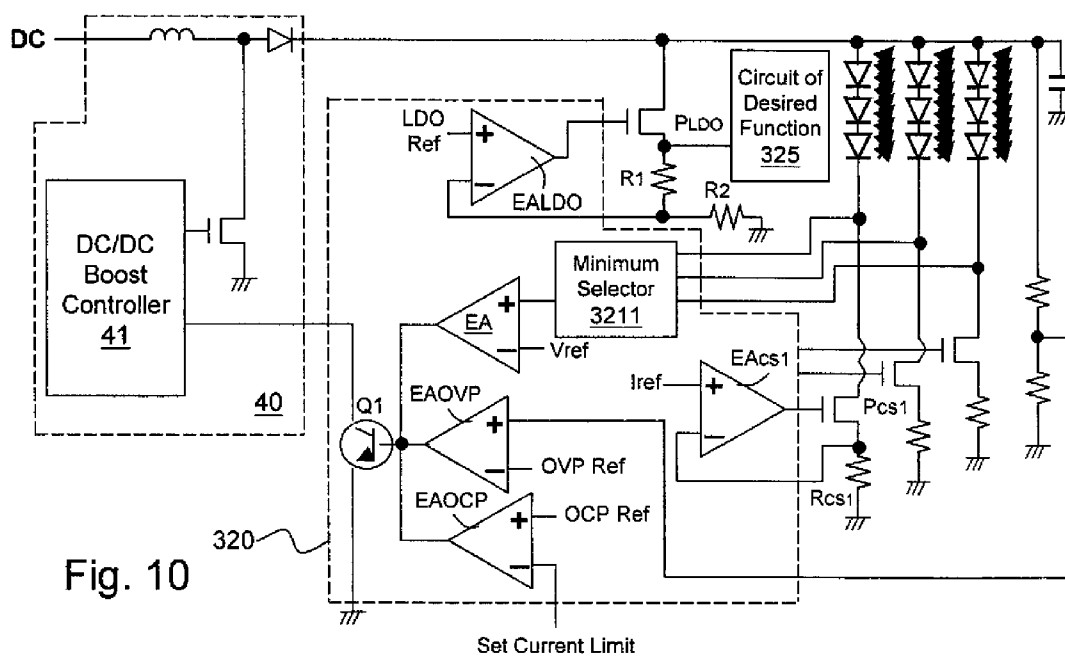 DC
DC/DC
Boost
Controller
41
40
LDO
Ref
+
−
EALDO
PLDO
R1
R2
Circuit of
Desired
Function
325
Minimum
Selector
3211
EA
+
−
Vref
Q1
EAOVP
+
−
OVP Ref
EAOCP
+
−
OCP Ref
Set Current Limit
Iref
+
−
EAcs1
Pcs1
Rcs1
320
Fig. 10